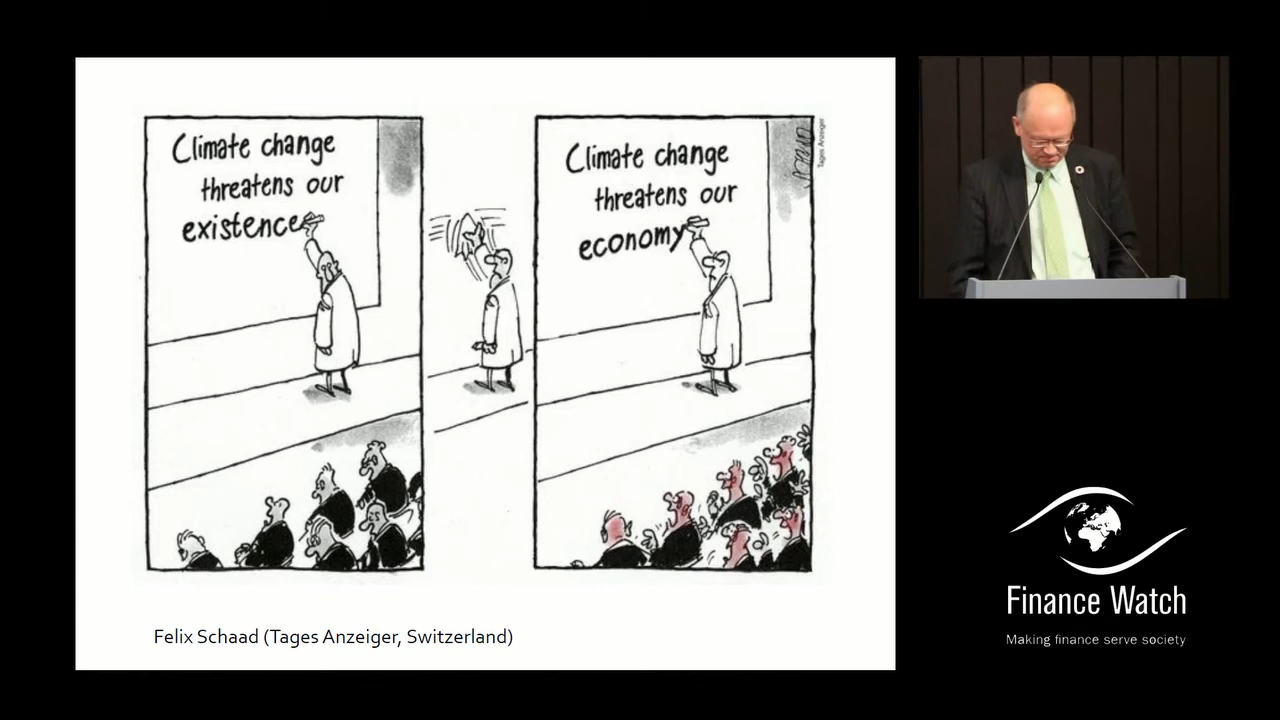 Climate change
threatens our
existence
Climate change
threatens our
economy
Tages Anzeiger
Felix Schaad (Tages Anzeiger, Switzerland)
Finance Watch
Making finance serve society